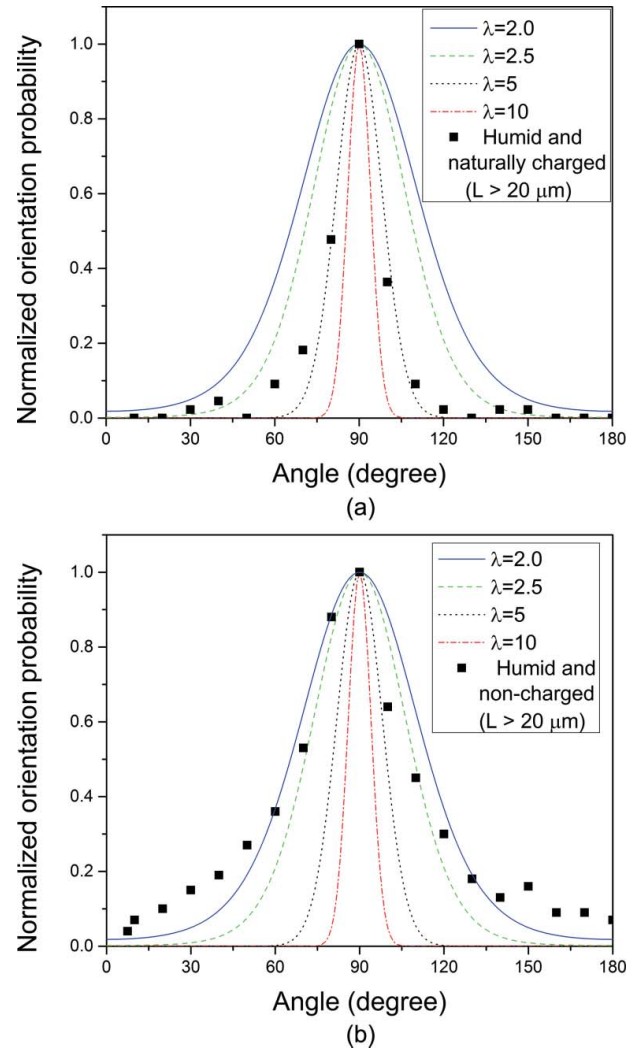 Normalized orientation probability
1.0
0.8
0.6
0.4
0.2
0.0
0
30
60
90
120
150
180
Angle (degree)
λ=2.0
λ=2.5
λ=5
λ=10
Humid and
naturally charged
(L > 20 μm)
(a)
Normalized orientation probability
1.0
0.8
0.6
0.4
0.2
0.0
0
30
60
90
120
150
180
Angle (degree)
λ=2.0
λ=2.5
λ=5
λ=10
Humid and
non-charged
(L > 20 μm)
(b)